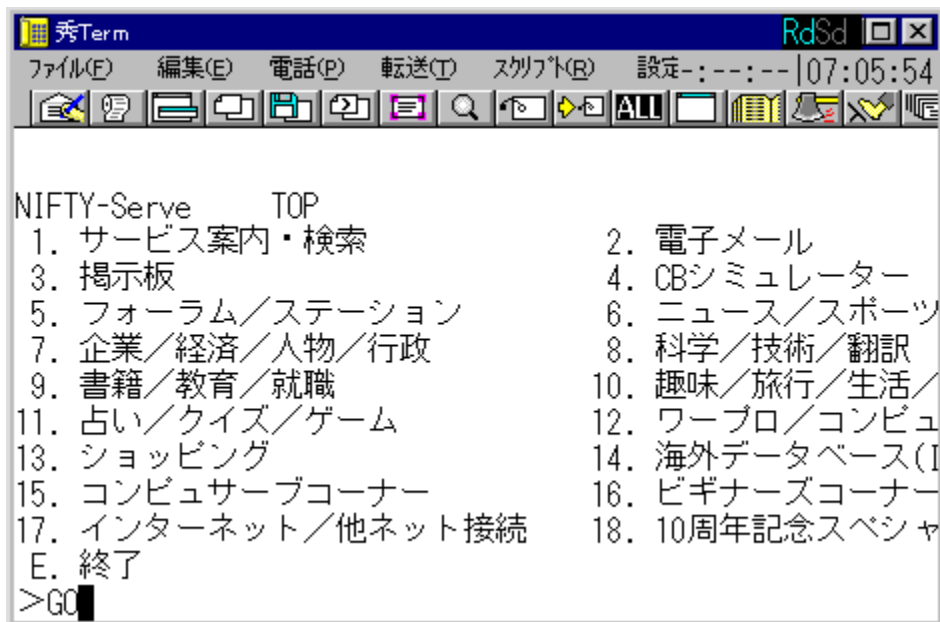 秀Term RdSd
ファイル(F) 編集(E) 電話(P) 転送(T) スクリプト(R) 設定-:--:--|07:05:54
ALL
NIFTY-Serve TOP
1. サービス案内・検索 2. 電子メール
3. 掲示板 4. CBシミュレーター
5. フォーラム／ステーション 6. ニュース／スポーツ
7. 企業／経済／人物／行政 8. 科学／技術／翻訳
9. 書籍／教育／就職 10. 趣味／旅行／生活／
11. 占い／クイズ／ゲーム 12. ワープロ／コンピュ
13. ショッピング 14. 海外データベース(I
15. コンピュサーブコーナー 16. ビギナーズコーナー
17. インターネット／他ネット接続 18. 10周年記念スペシャ
E. 終了
>GO